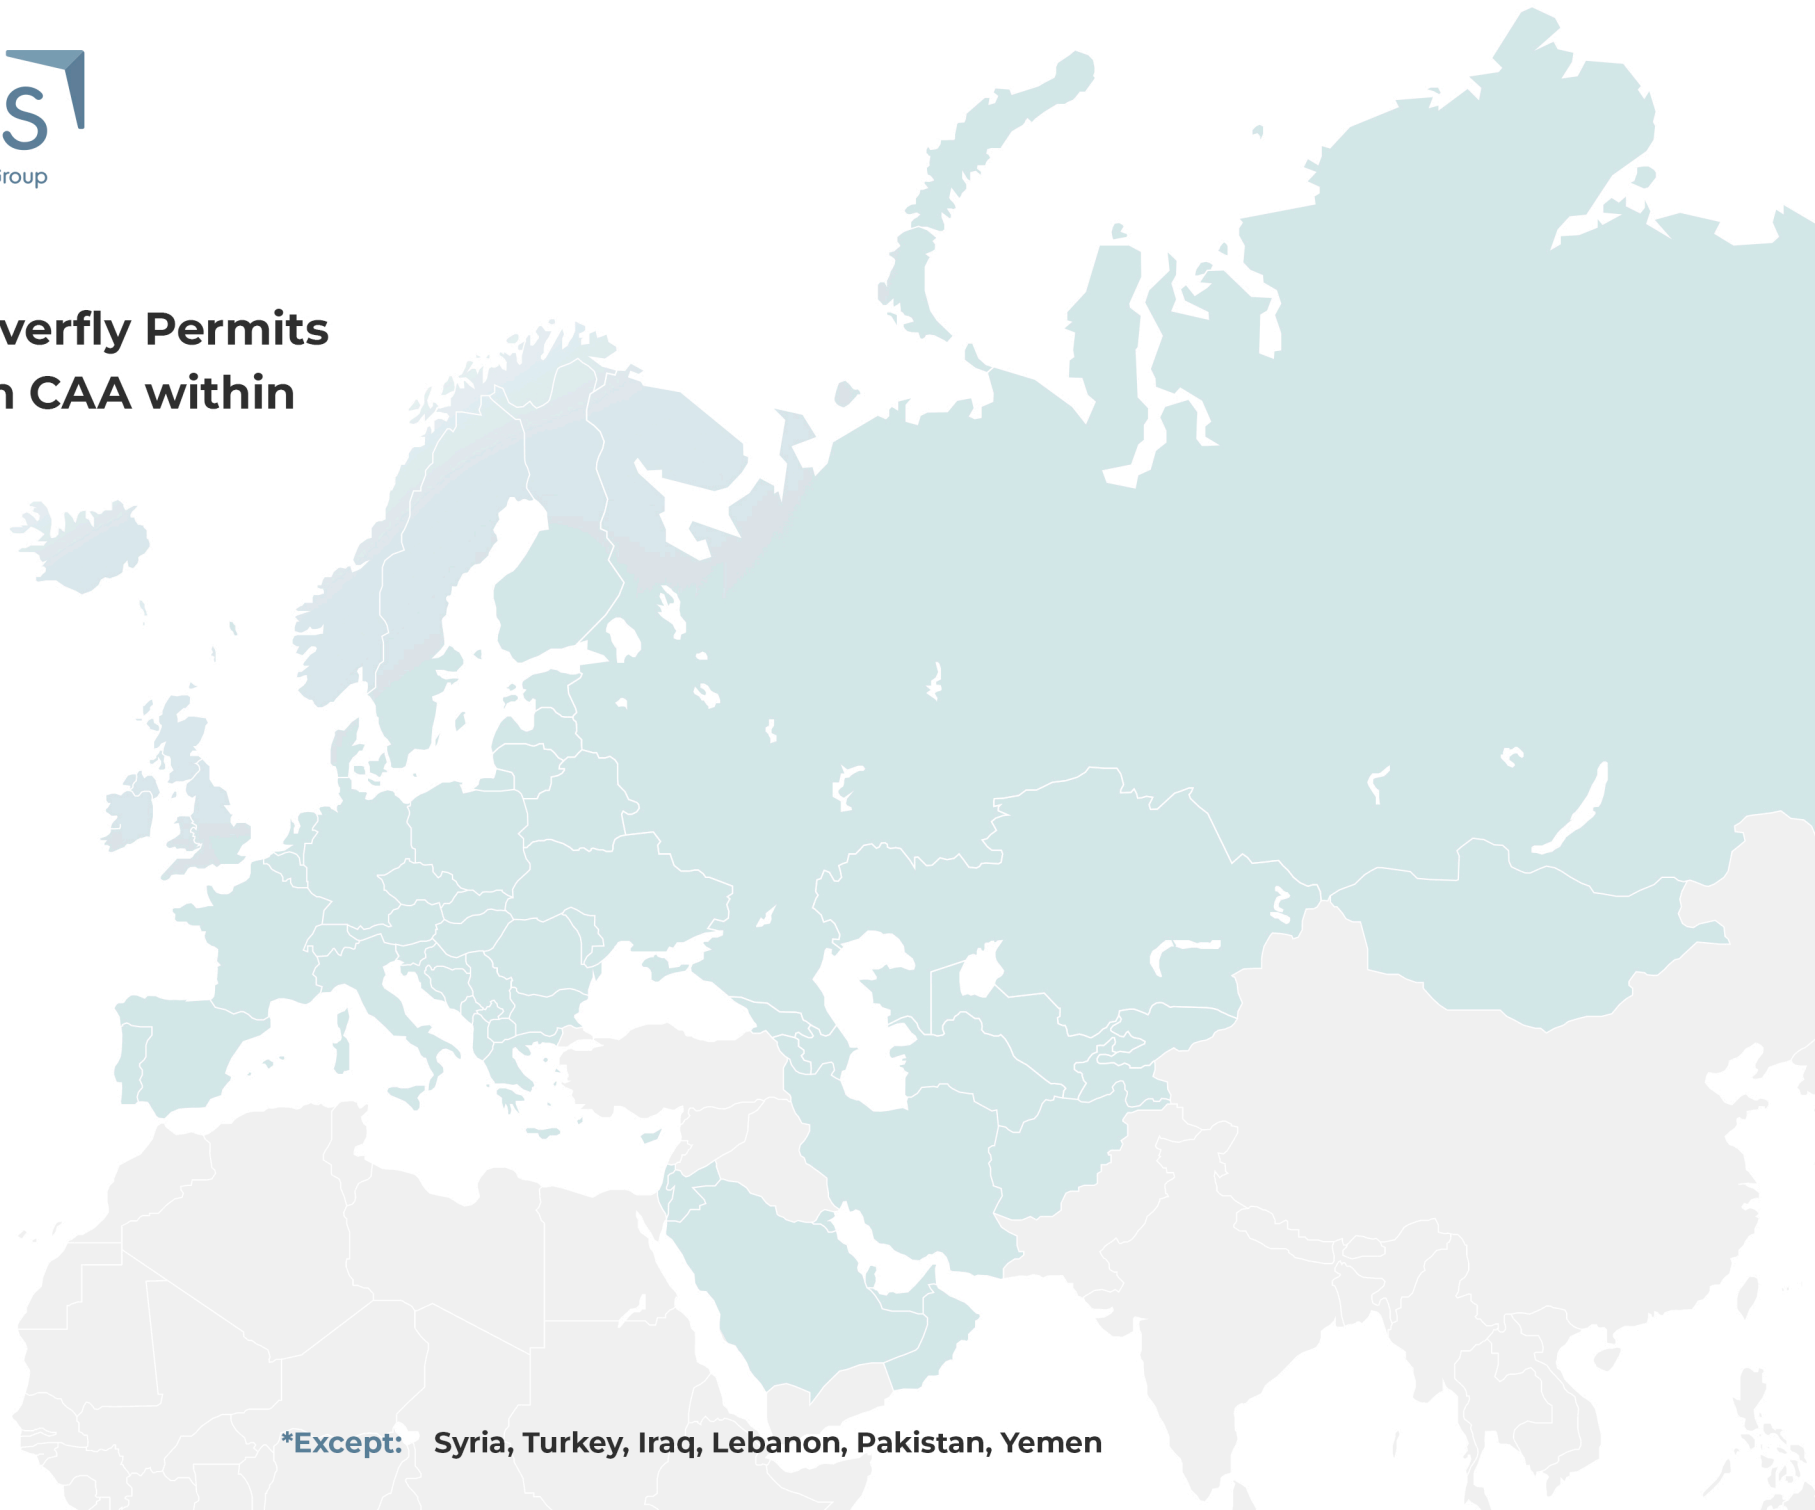 s
roup
verfly Permits
n CAA within
*Except: Syria, Turkey, Iraq, Lebanon, Pakistan, Yemen